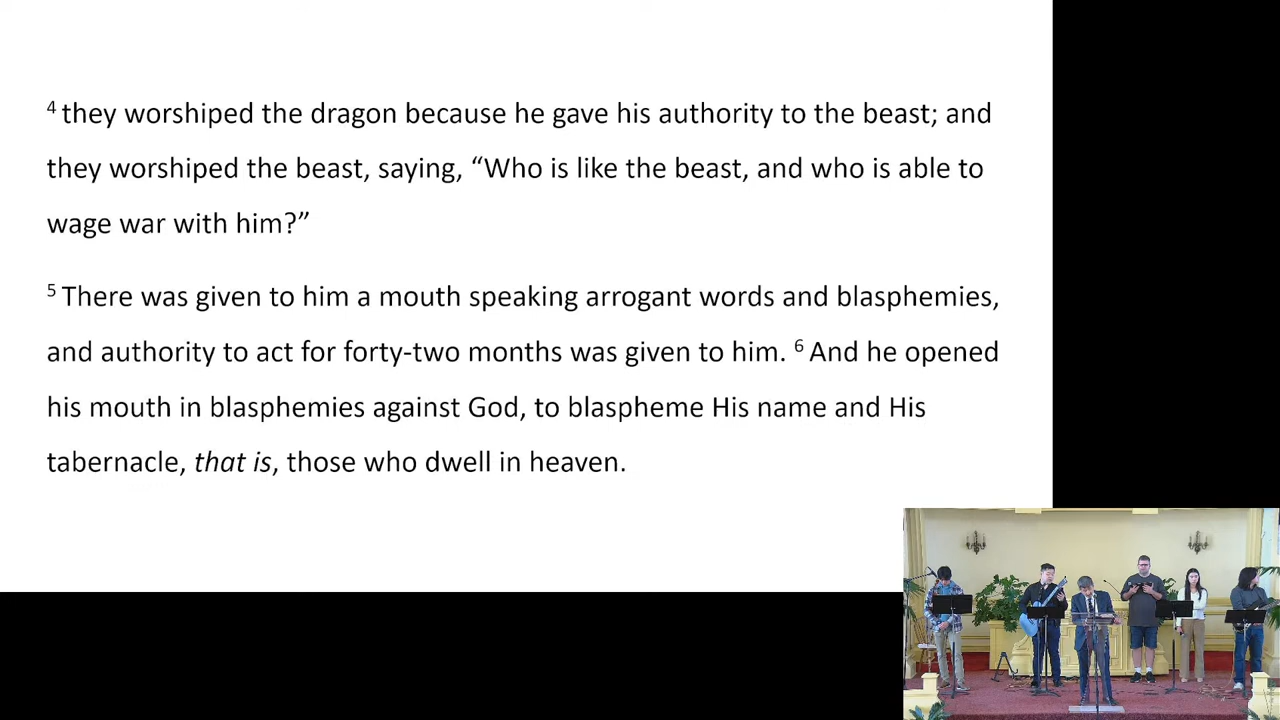 4 they worshiped the dragon because he gave his authority to the beast; and
they worshiped the beast, saying, “Who is like the beast, and who is able to
wage war with him?”
5 There was given to him a mouth speaking arrogant words and blasphemies,
and authority to act for forty-two months was given to him. 6 And he opened
his mouth in blasphemies against God, to blaspheme His name and His
tabernacle, that is, those who dwell in heaven.